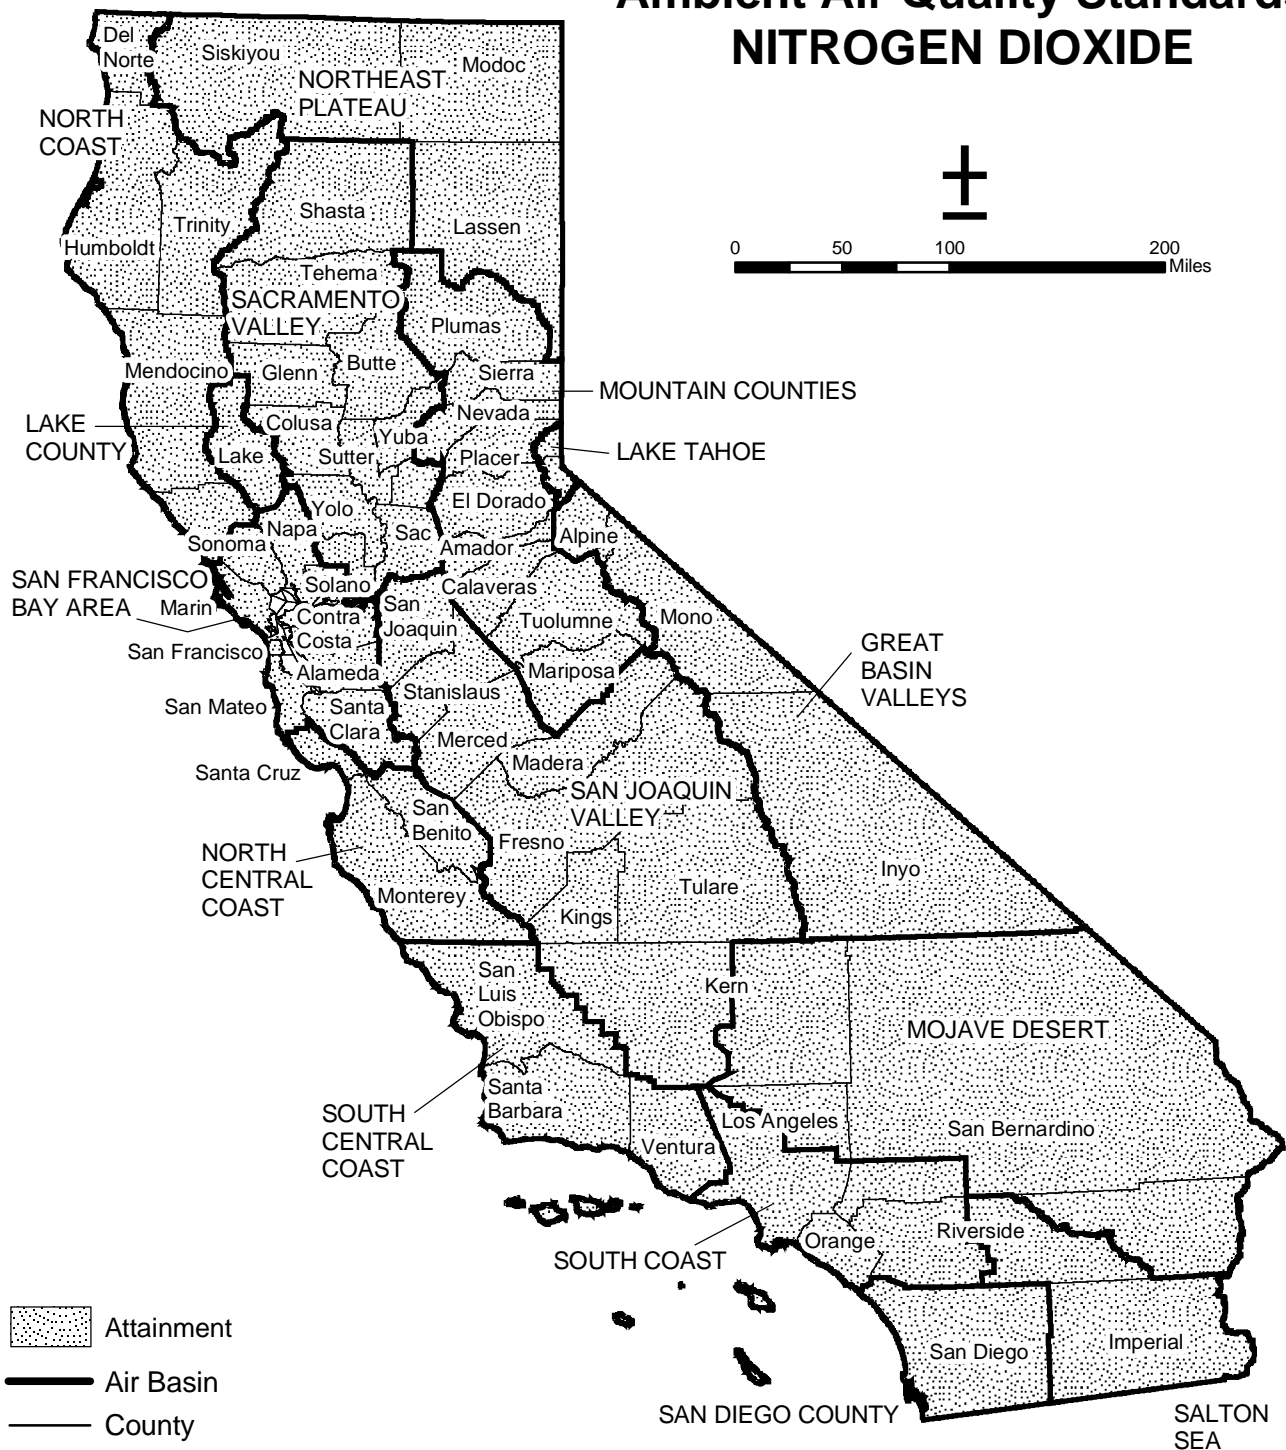 Ambient Air Quality Standards
NITROGEN DIOXIDE
Del
Norte
Siskiyou
Modoc
NORTHEAST
PLATEAU
NORTH
COAST
Shasta
Trinity
Lassen
Humboldt
0 50 100 200
Miles
Tehema
SACRAMENTO
VALLEY
Plumas
Mendocino
Glenn
Butte
Sierra
MOUNTAIN COUNTIES
Nevada
LAKE
COUNTY
Colusa
Yuba
Lake
Sutter
Placer
LAKE TAHOE
El Dorado
Yolo
Napa
Sac
Sonoma
Amador
Alpine
SAN FRANCISCO
BAY AREA
Solano
Calaveras
Marin
San
Joaquin
Contra
Costa
Tuolumne
Mono
San Francisco
GREAT
BASIN
VALLEYS
Alameda
Mariposa
Stanislaus
San Mateo
Santa
Clara
Merced
Madera
Santa Cruz
SAN JOAQUIN
VALLEY
San
Benito
Fresno
NORTH
CENTRAL
COAST
Inyo
Tulare
Monterey
Kings
San
Luis
Obispo
Kern
MOJAVE DESERT
Santa
Barbara
SOUTH
CENTRAL
COAST
Los Angeles
San Bernardino
Ventura
Riverside
Orange
SOUTH COAST
Attainment
San Diego
Imperial
Air Basin
SAN DIEGO COUNTY
SALTON
SEA
County